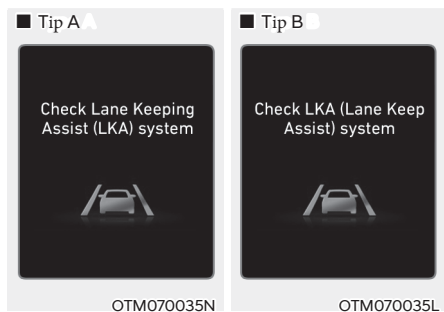 ■ Tip A
Check Lane Keeping
Assist (LKA) system
OTM070035N
■ Tip B
Check LKA (Lane Keep
Assist) system
OTM070035L